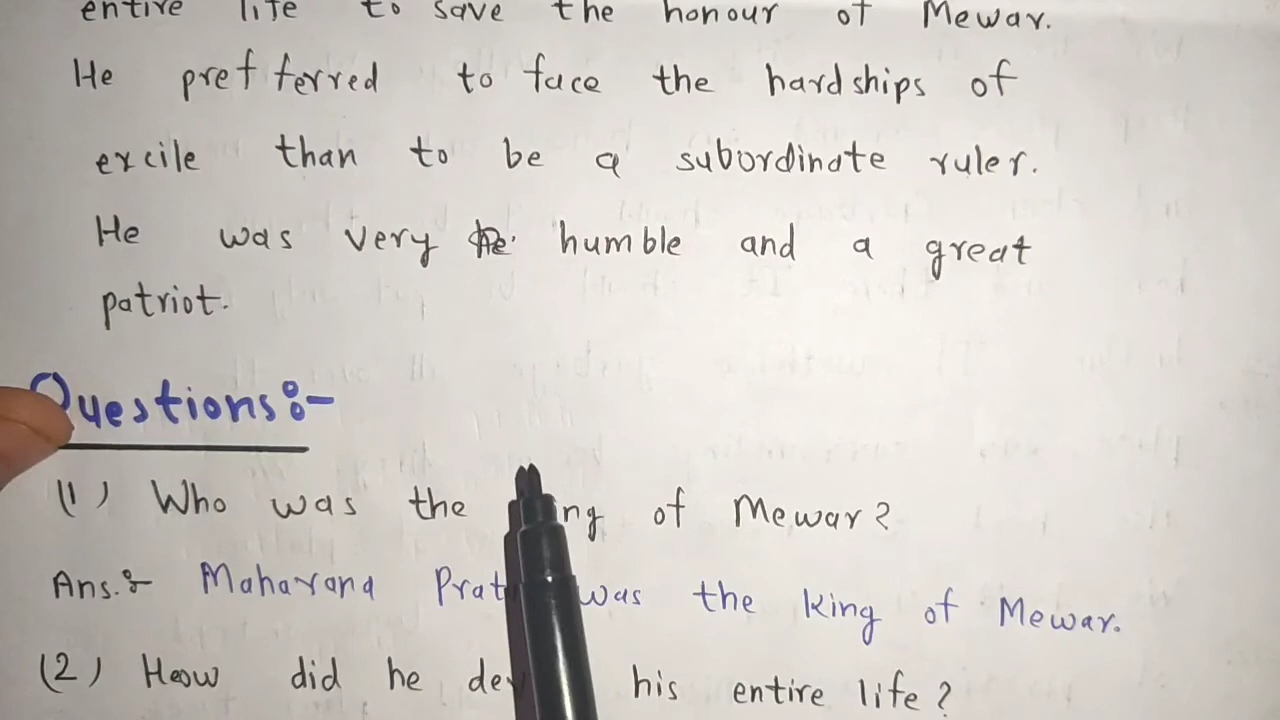 entire life to save the honour of Mewar.
He prefferred to face the hardships of
excile than to be a subordinate ruler.
He was very humble and a great
patriot.
Questions:-
(1) Who was the of Mewar?
Ans:- Maharana was the king of Mewar.
(2) How did he his entire life?